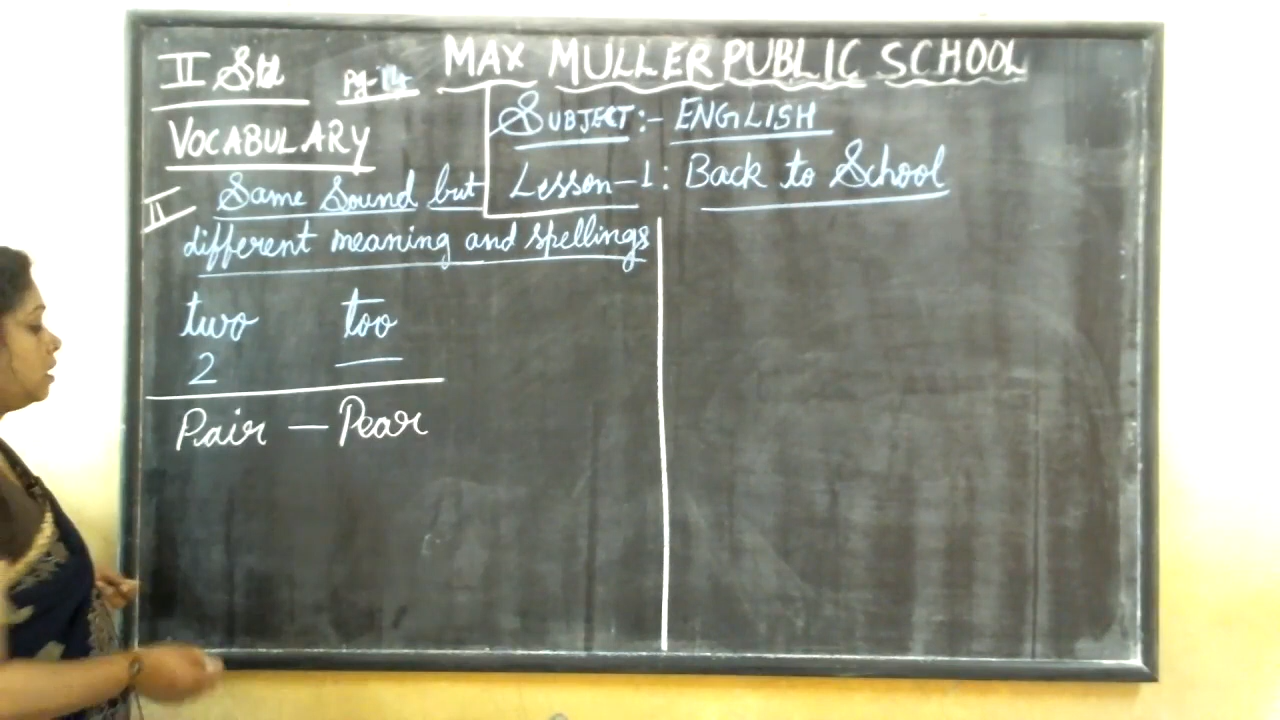 II Std Pg-14 MAX MULLER PUBLIC SCHOOL
SUBJECT:- ENGLISH
Lesson-1: Back to School
VOCABULARY
II Same Sound but
different meaning and spellings
two too
2
Pair - Pear